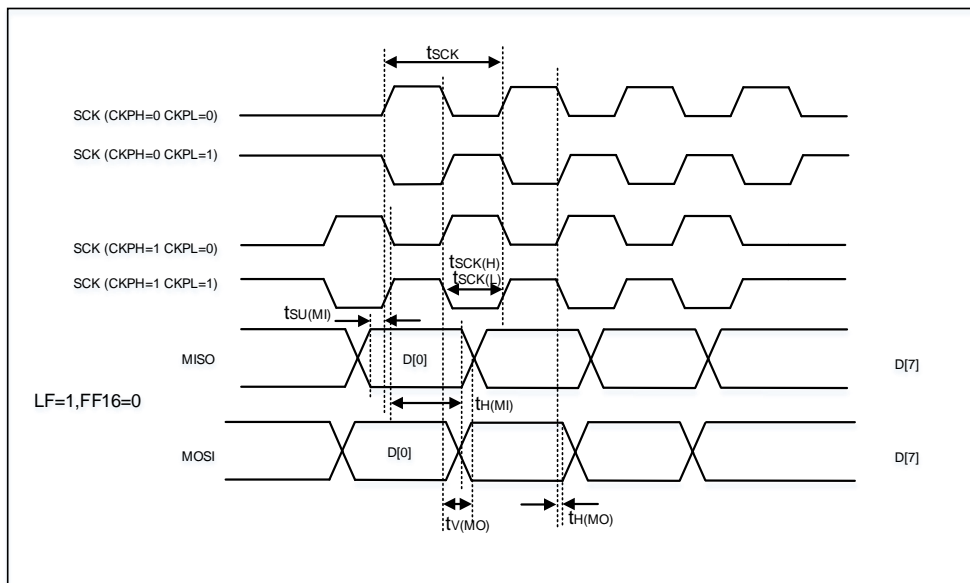 tSCK
SCK (CKPH=0 CKPL=0)
SCK (CKPH=0 CKPL=1)
SCK (CKPH=1 CKPL=0)
tSCK(H)
SCK (CKPH=1 CKPL=1)
tSCK(L)
tSU(MI)
MISO
D[0]
D[7]
LF=1,FF16=0
tH(MI)
MOSI
D[0]
D[7]
tV(MO)
tH(MO)